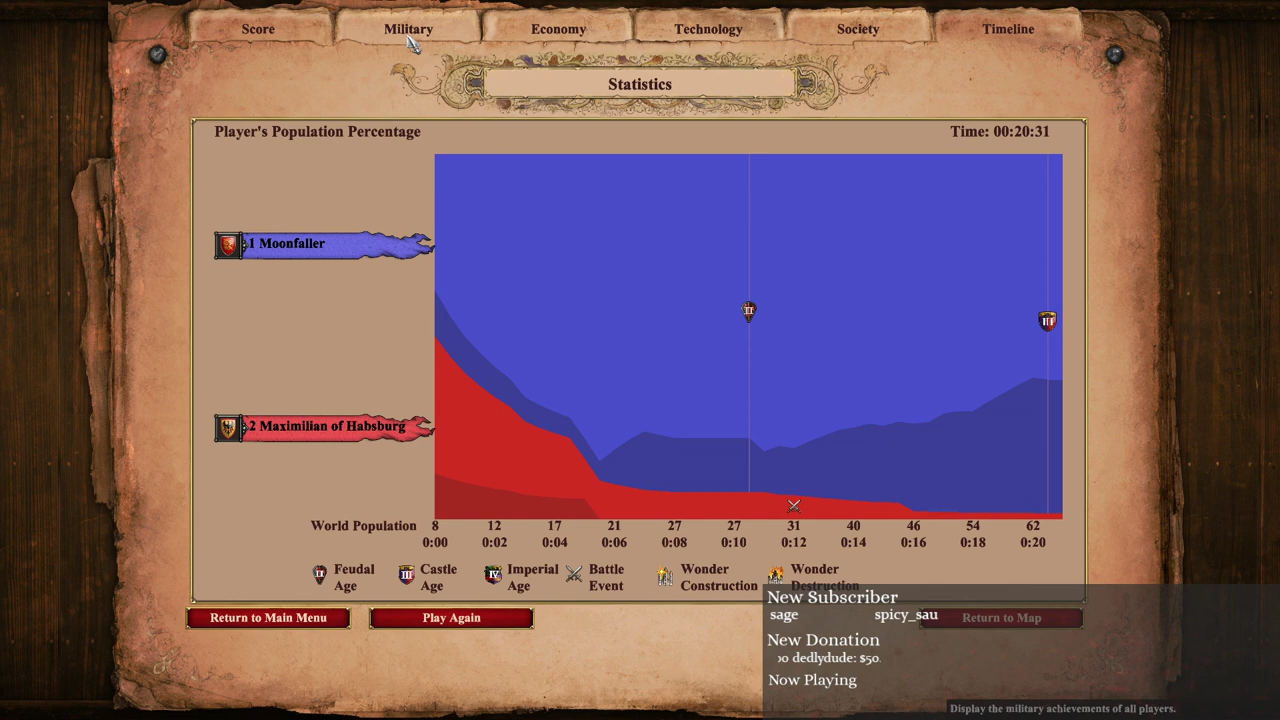 Score Military Economy Technology Society Timeline
Statistics
Player's Population Percentage Time: 00:20:31
1 Moonfaller
2 Maximilian of Habsburg
World Population 8 12 17 21 27 27 31 40 46 54 62
0:00 0:02 0:04 0:06 0:08 0:10 0:12 0:14 0:16 0:18 0:20
II Feudal Age
III Castle Age
IV Imperial Age
Battle Event
Wonder Construction
Wonder Destruction
Return to Main Menu Play Again Return to Map
New Subscriber
sage spicy_sau
New Donation
dedlydude: $50
Now Playing
Display the military achievements of all players.